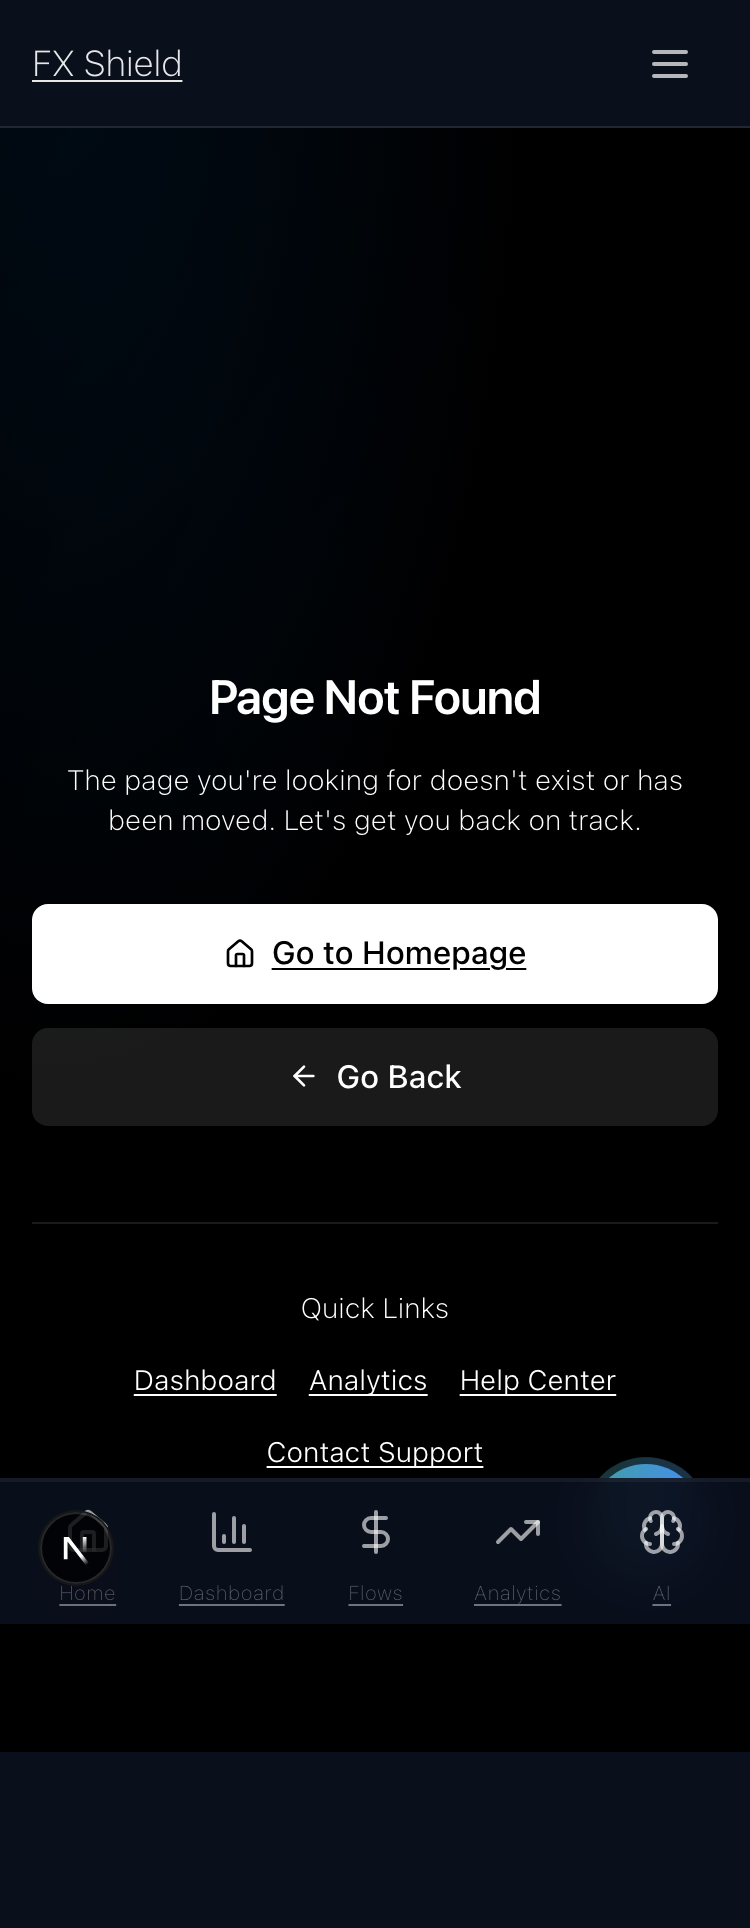 FX Shield
Page Not Found
The page you're looking for doesn't exist or has
been moved. Let's get you back on track.
Go to Homepage
Go Back
Quick Links
Dashboard Analytics Help Center
Contact Support
N
Home Dashboard Flows Analytics AI